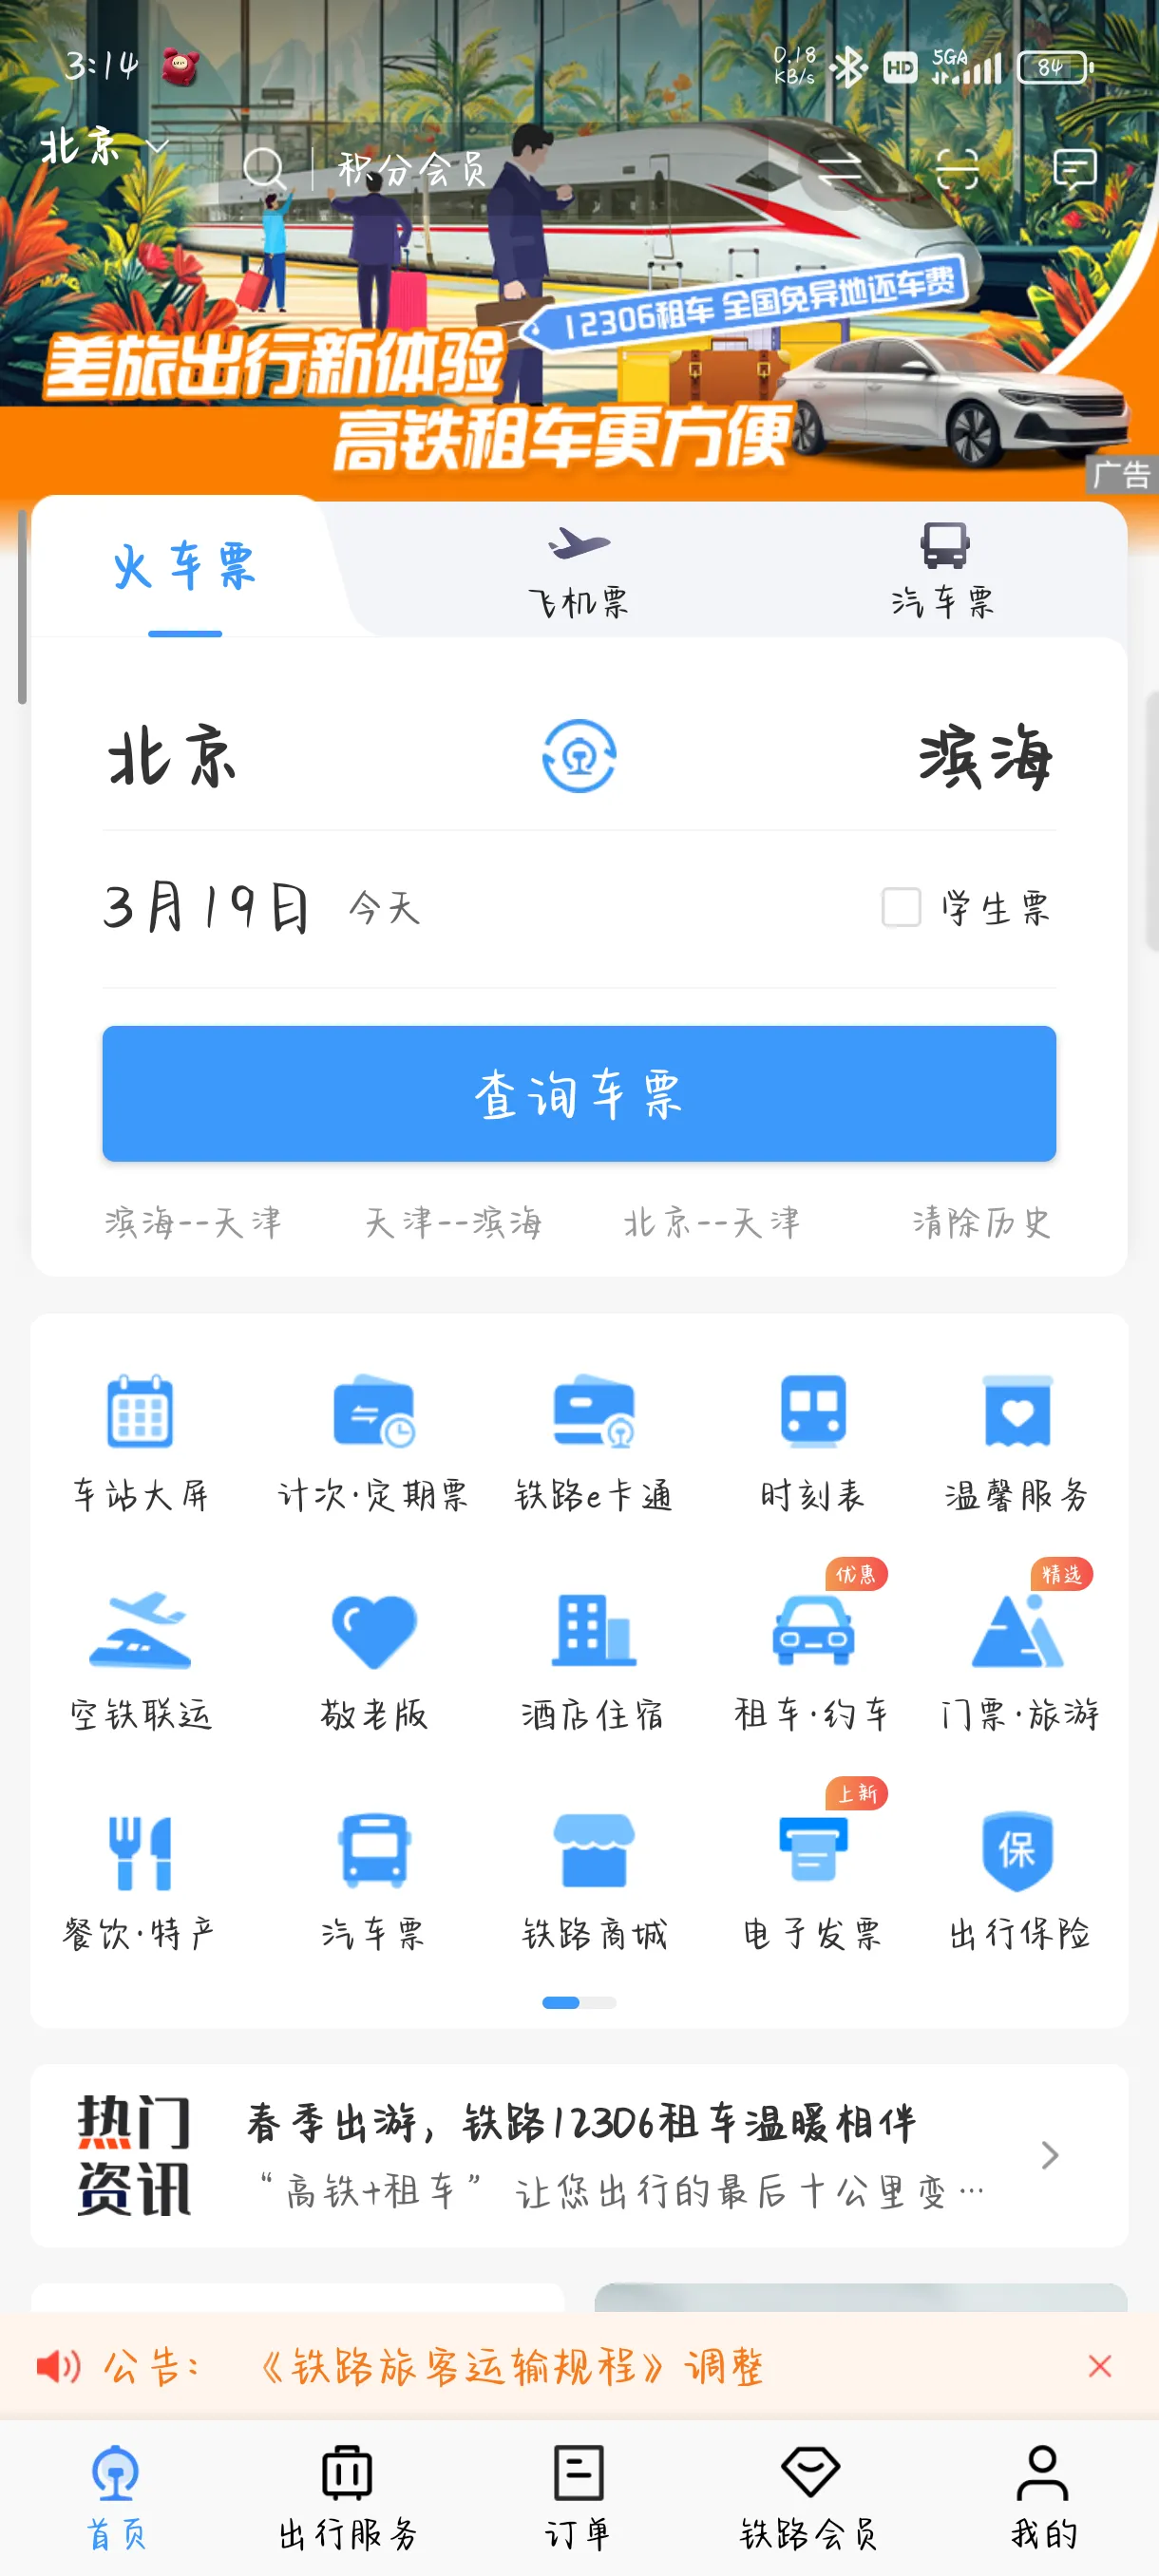 3:14
0.18
KB/s
HD
5GA
84
北京
积分会员
12306租车 全国免异地还车费
差旅出行新体验
高铁租车更方便
广告
火车票
飞机票
汽车票
北京
滨海
3月19日 今天
学生票
查询车票
滨海--天津 天津--滨海 北京--天津 清除历史
车站大屏 计次·定期票 铁路e卡通 时刻表 温馨服务
优惠 精选
空铁联运 敬老版 酒店住宿 租车·约车 门票·旅游
上新
保
餐饮·特产 汽车票 铁路商城 电子发票 出行保险
热门
资讯
春季出游，铁路12306租车温暖相伴
“高铁+租车” 让您出行的最后十公里变…
公告： 《铁路旅客运输规程》调整
首页 出行服务 订单 铁路会员 我的